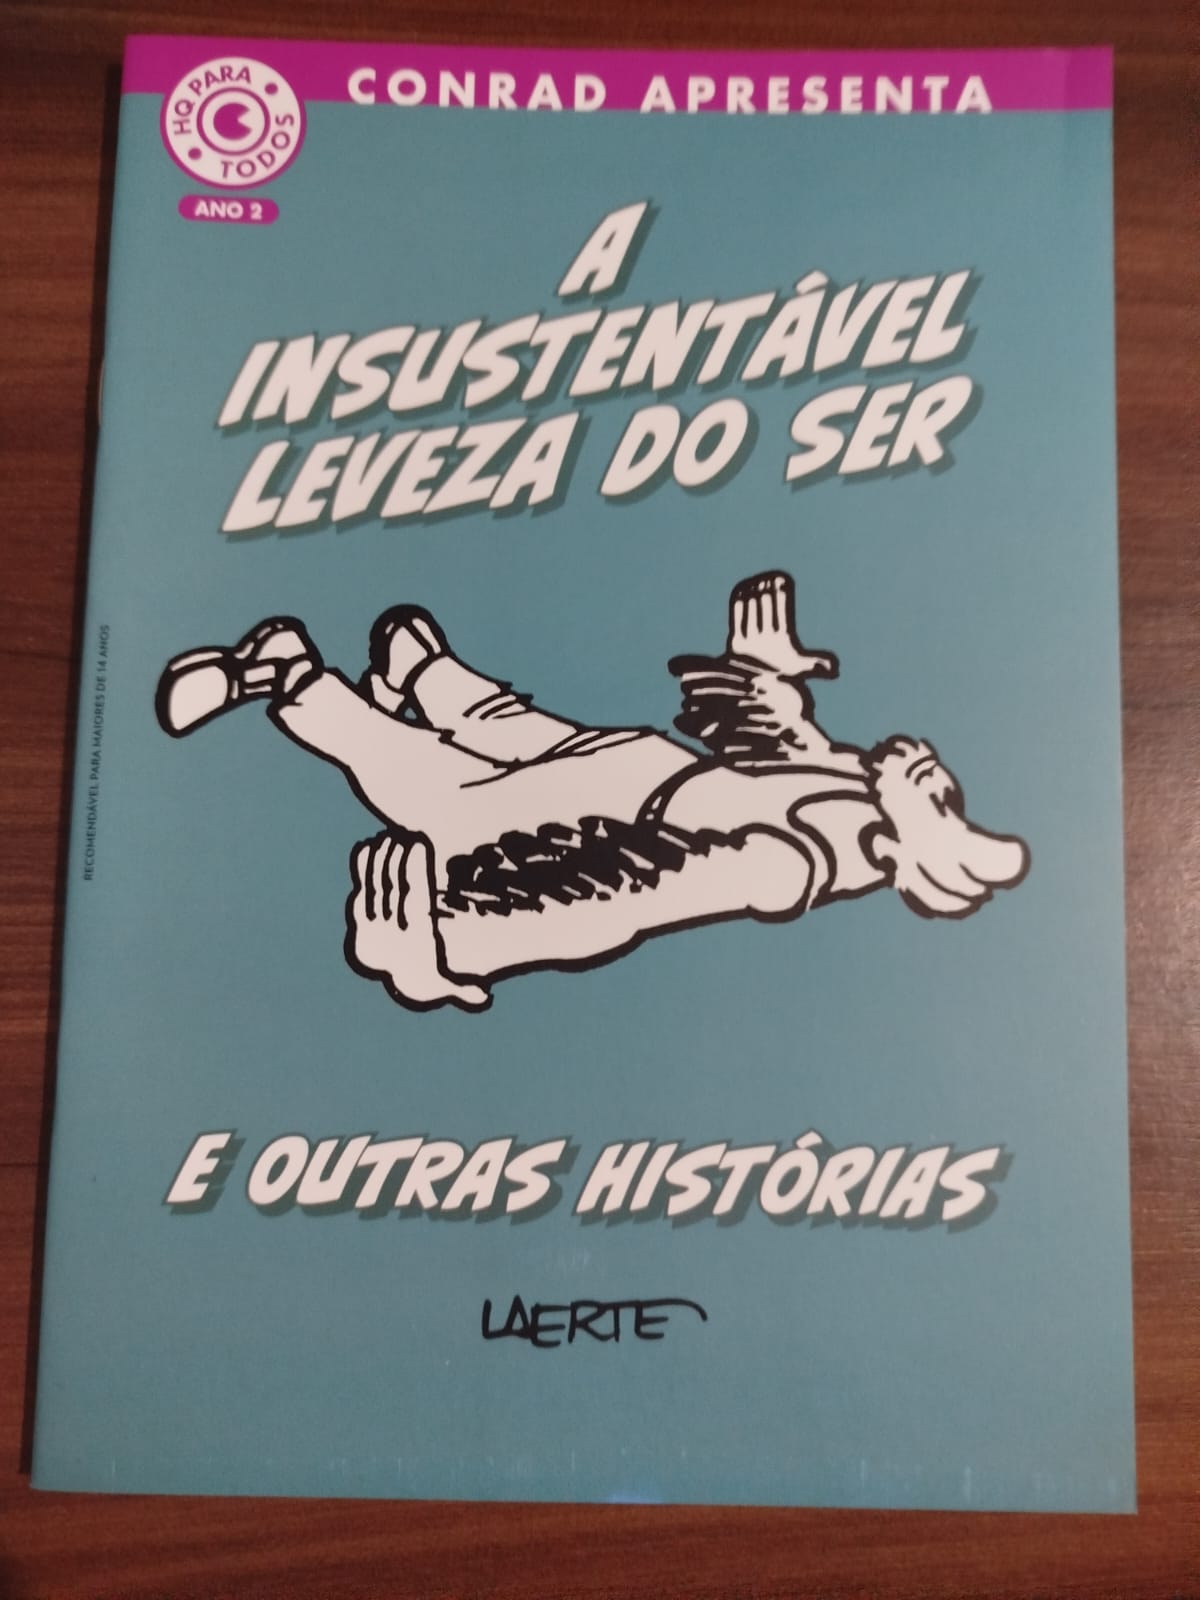 CONRAD APRESENTA
HQ PARA
TODOS
ANO 2
A
INSUSTENTÁVEL
LEVEZA DO SER
RECOMENDÁVEL PARA MAIORES DE 14 ANOS
E OUTRAS HISTÓRIAS
LAERTE